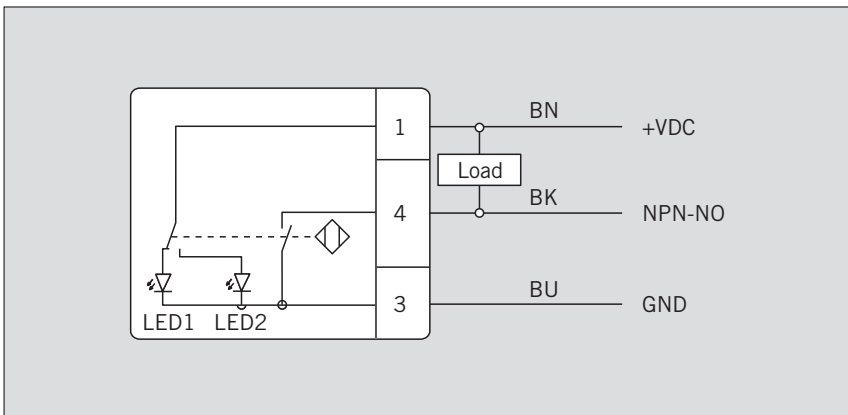 1
BN
+VDC
Load
4
BK
NPN-NO
3
BU
GND
LED1
LED2